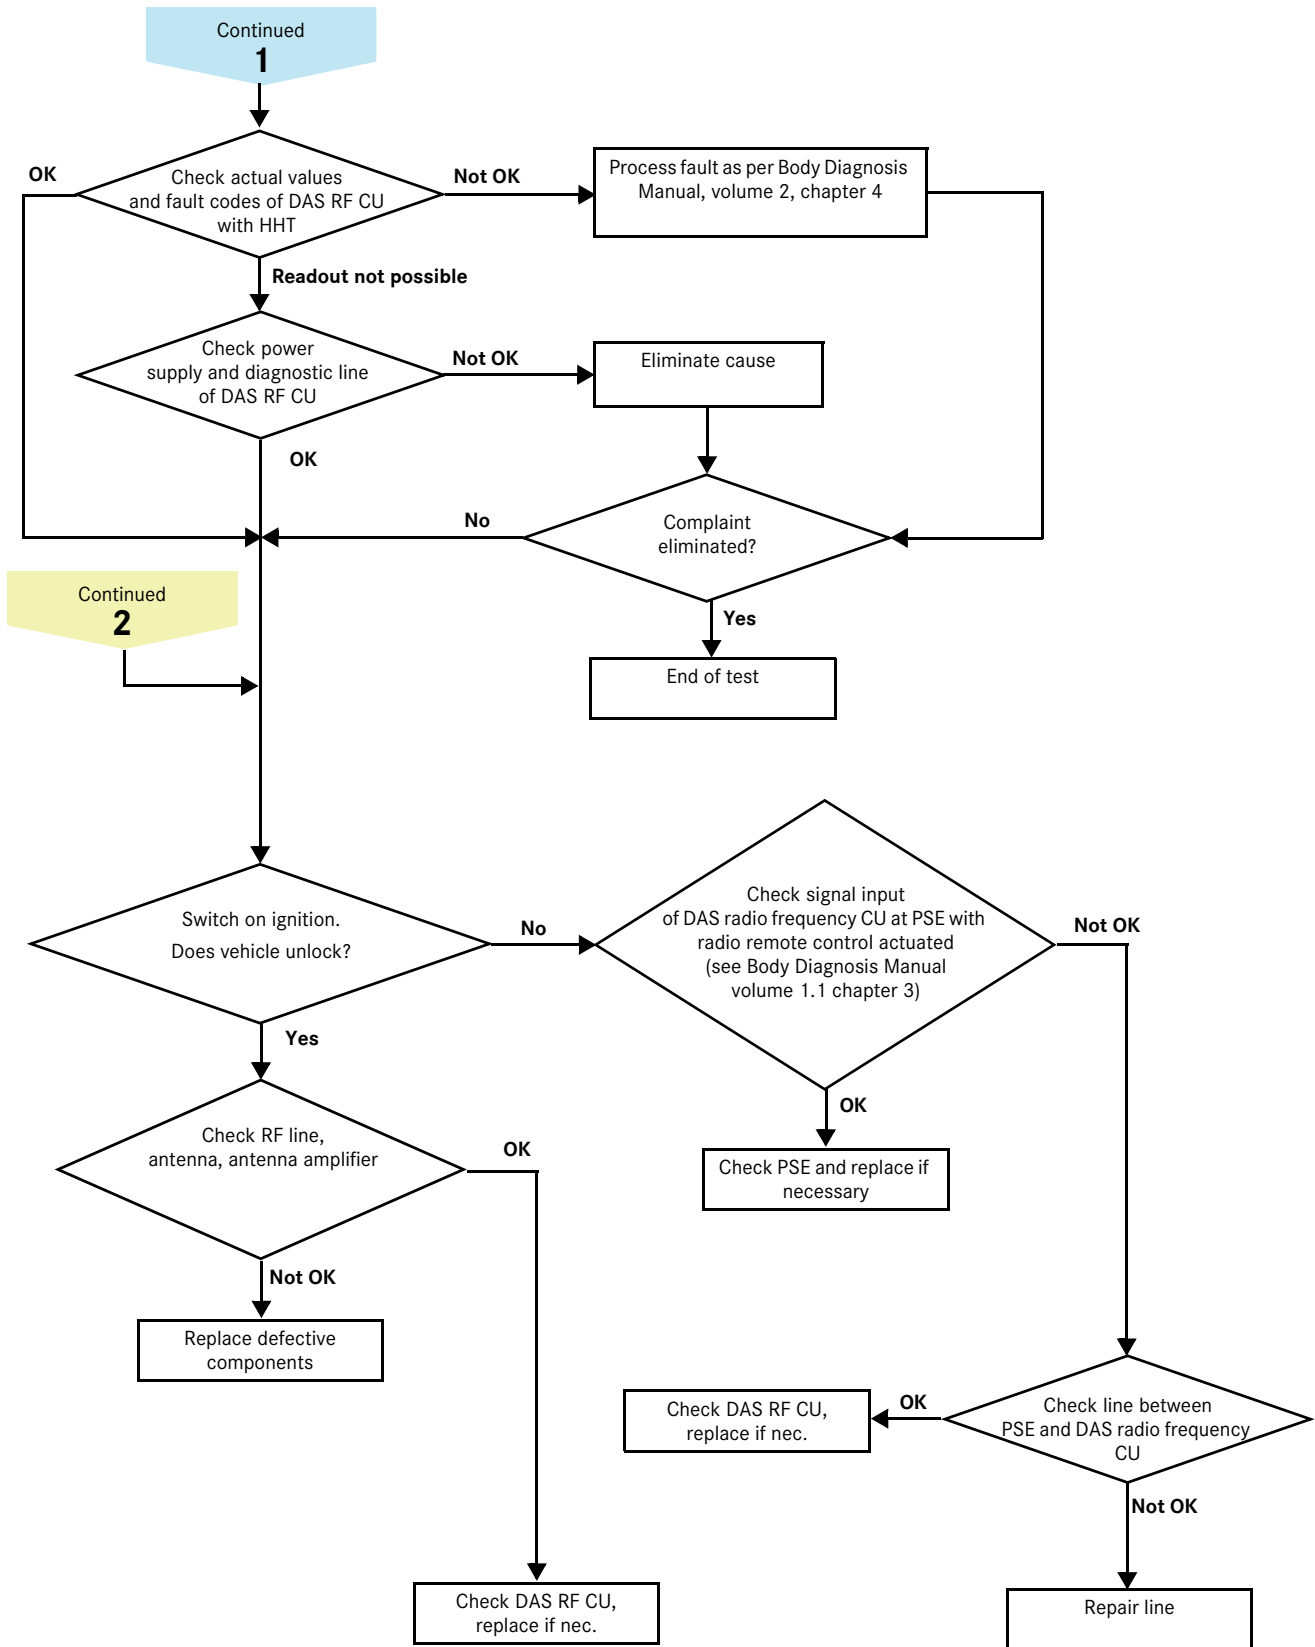 Continued
1
OK
Check actual values
and fault codes of DAS RF CU
with HHT
Not OK
Process fault as per Body Diagnosis
Manual, volume 2, chapter 4
Readout not possible
Check power
supply and diagnostic line
of DAS RF CU
Not OK
Eliminate cause
OK
No
Complaint
eliminated?
Continued
2
Yes
End of test
Switch on ignition.
Does vehicle unlock?
No
Check signal input
of DAS radio frequency CU at PSE with
radio remote control actuated
(see Body Diagnosis Manual
volume 1.1 chapter 3)
Not OK
Yes
OK
Check RF line,
antenna, antenna amplifier
OK
Check PSE and replace if
necessary
Not OK
Replace defective
components
Check DAS RF CU,
replace if nec.
OK
Check line between
PSE and DAS radio frequency
CU
Not OK
Check DAS RF CU,
replace if nec.
Repair line